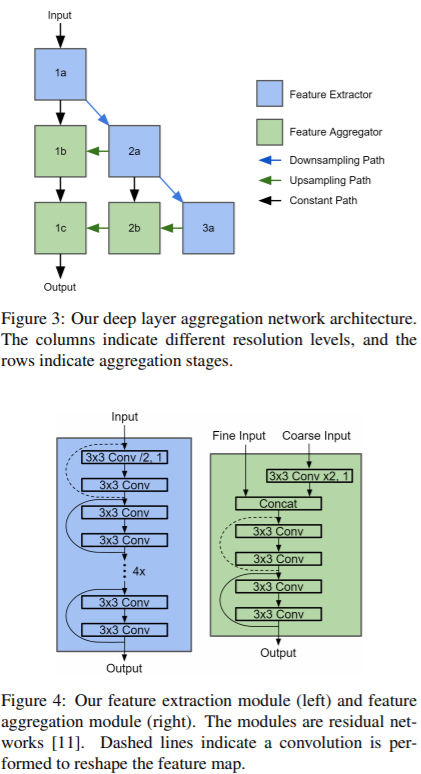 Input
1a
Feature Extractor
1b
2a
Feature Aggregator
Downsampling Path
Upsampling Path
Constant Path
1c
2b
3a
Output
Figure 3: Our deep layer aggregation network architecture.
The columns indicate different resolution levels, and the
rows indicate aggregation stages.
Input
3x3 Conv /2, 1
3x3 Conv
3x3 Conv
3x3 Conv
4x
3x3 Conv
3x3 Conv
Output
Fine Input Coarse Input
3x3 Conv x2, 1
Concat
3x3 Conv
3x3 Conv
3x3 Conv
3x3 Conv
Output
Figure 4: Our feature extraction module (left) and feature
aggregation module (right). The modules are residual net-
works [11]. Dashed lines indicate a convolution is per-
formed to reshape the feature map.